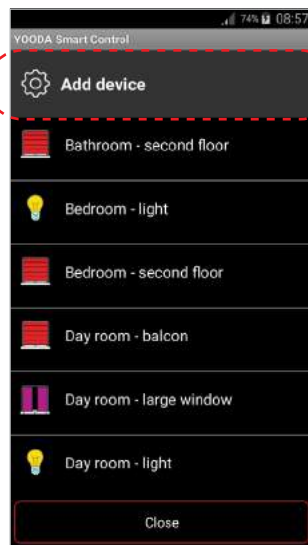 74% 08:57
YOODA Smart Control
Add device
Bathroom - second floor
Bedroom - light
Bedroom - second floor
Day room - balcon
Day room - large window
Day room - light
Close